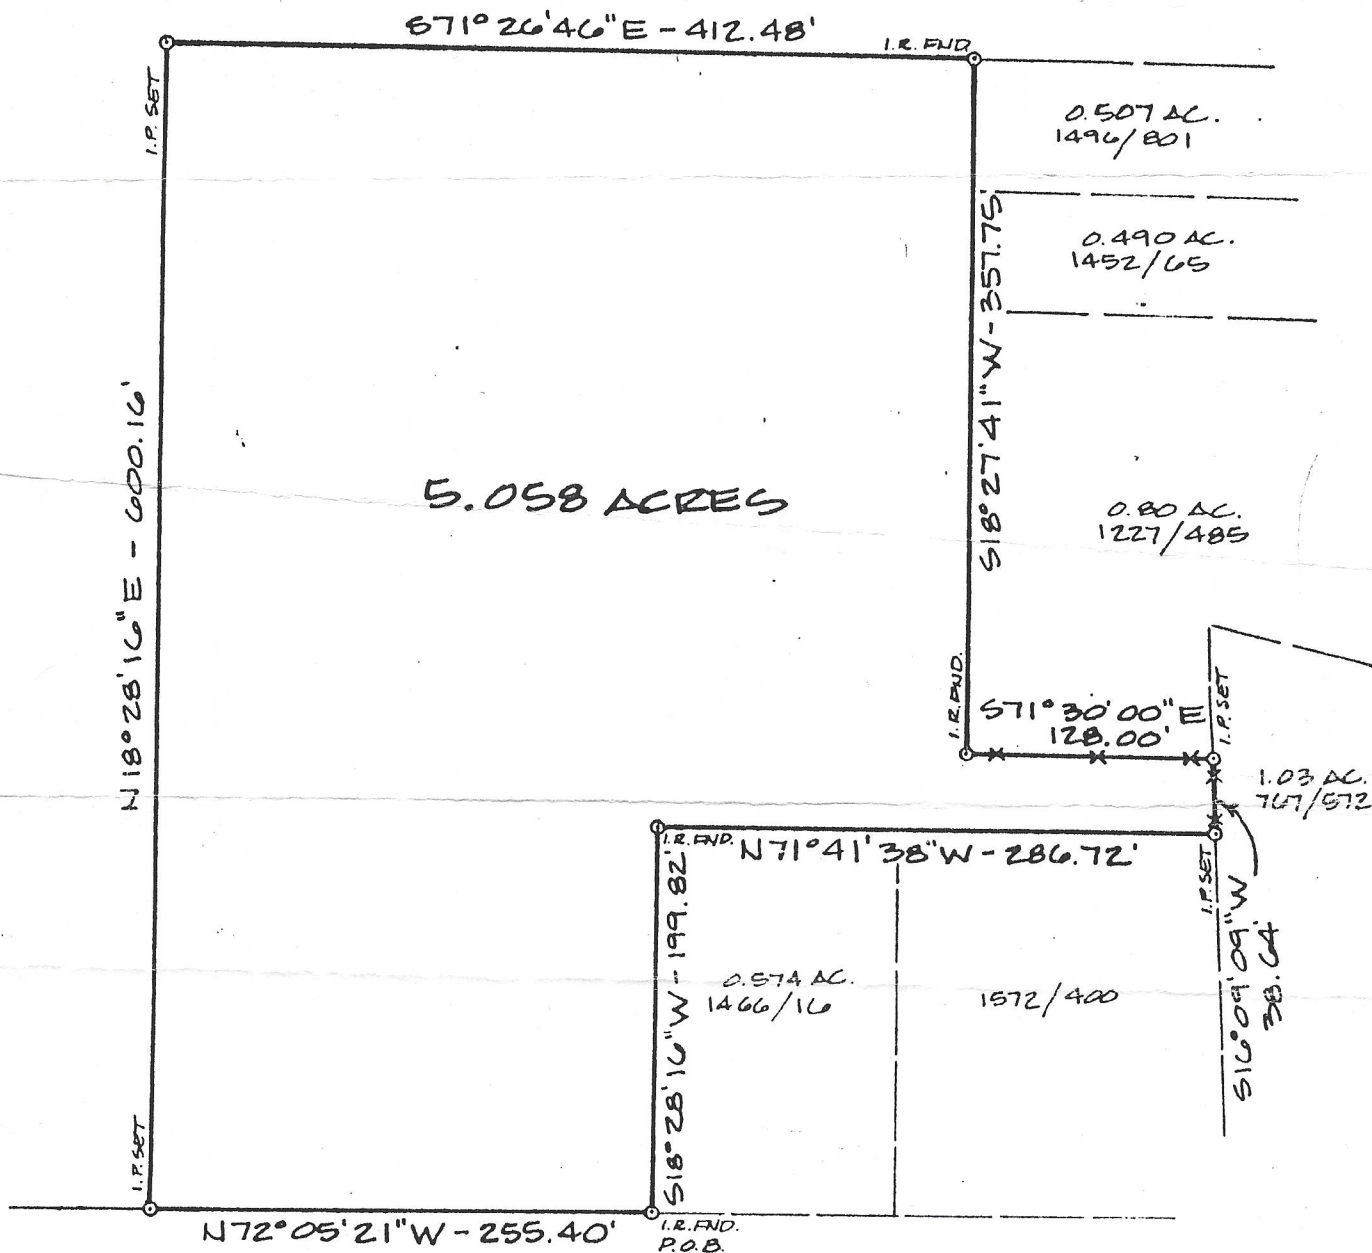 S71° 26' 46" E - 412.48'
I.R. FND.
I.P. SET
0.507 AC.
1496/801
0.490 AC.
1452/65
S18° 27' 41" W - 357.75'
N18° 28' 16" E - 600.16'
5.058 ACRES
0.80 AC.
1227/485
I.R. FND.
S71° 30' 00" E
128.00'
I.P. SET
1.03 AC.
767/572
I.R. FND.
N71° 41' 38" W - 286.72'
I.P. SET
S16° 09' 09" W
38.64'
S18° 28' 16" W - 199.82'
0.574 AC.
1466/16
1572/400
I.P. SET
N72° 05' 21" W - 255.40'
I.R. FND.
P.O.B.